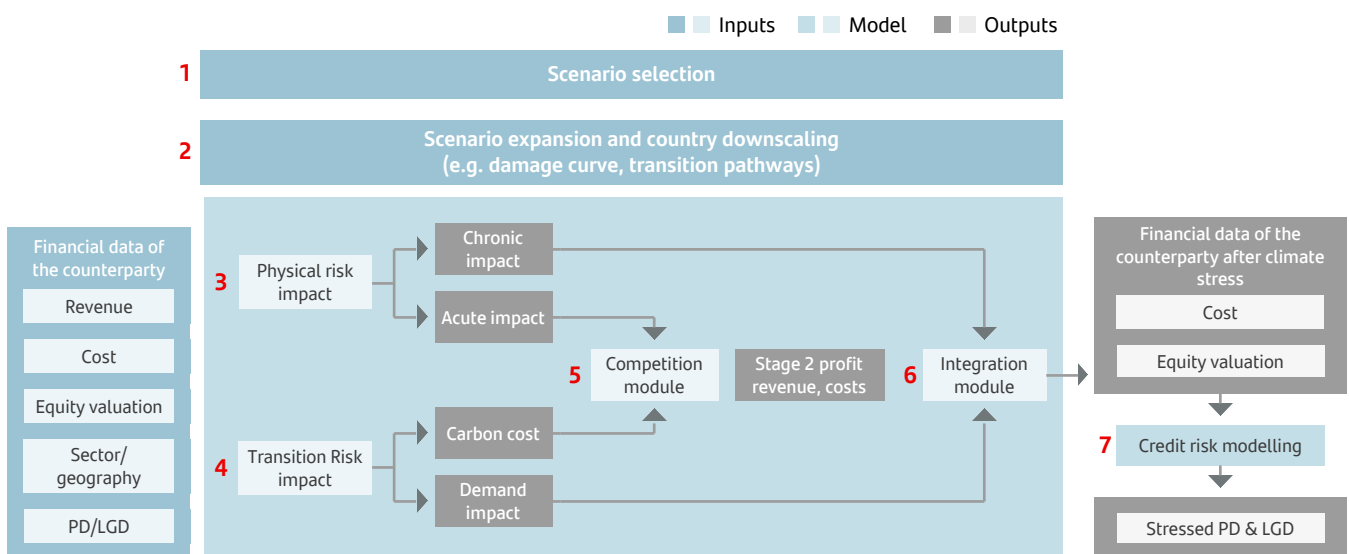 Inputs
Model
Outputs
1
Scenario selection
2
Scenario expansion and country downscaling
(e.g. damage curve, transition pathways)
Financial data of
the counterparty
Revenue
Cost
Equity valuation
Sector/
geography
PD/LGD
3
Physical risk
impact
Chronic
impact
Acute impact
4
Transition Risk
impact
Carbon cost
Demand
impact
5
Competition
module
Stage 2 profit
revenue, costs
6
Integration
module
Financial data of the
counterparty after climate
stress
Cost
Equity valuation
7
Credit risk modelling
Stressed PD & LGD